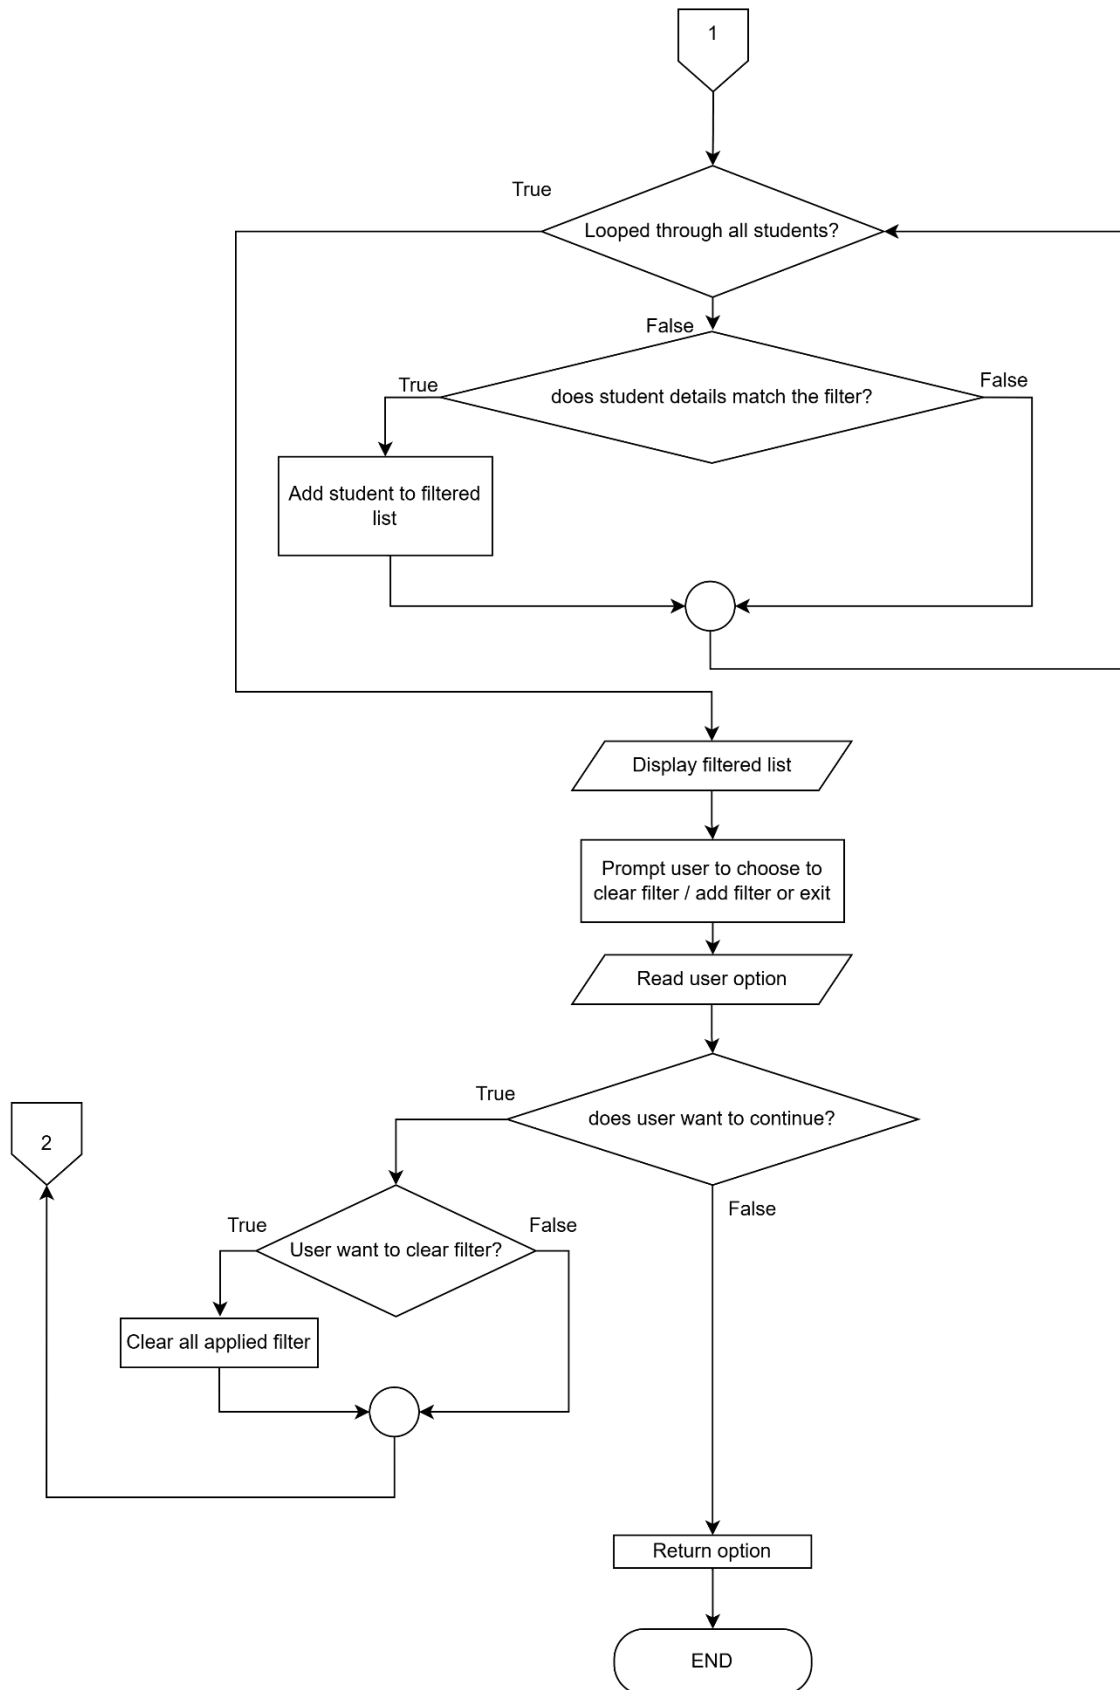 1
True
Looped through all students?
False
True
does student details match the filter?
False
Add student to filtered
list
Display filtered list
Prompt user to choose to
clear filter / add filter or exit
Read user option
True
does user want to continue?
2
False
True
User want to clear filter?
False
Clear all applied filter
Return option
END